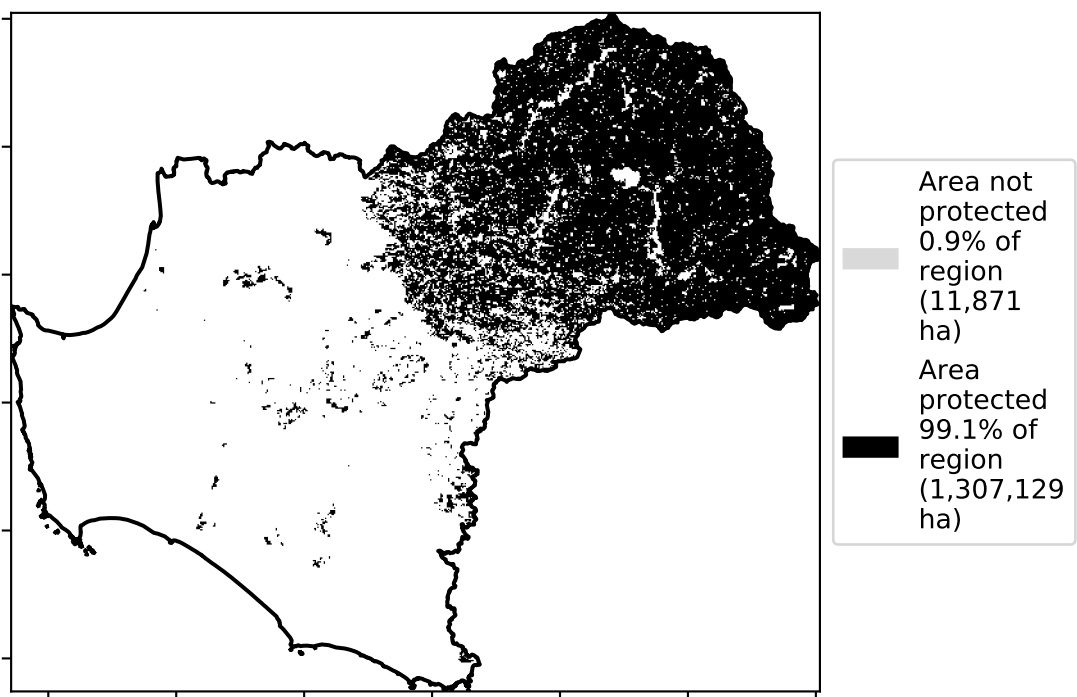 Area not
protected
0.9% of
region
(11,871
ha)
Area
protected
99.1% of
region
(1,307,129
ha)